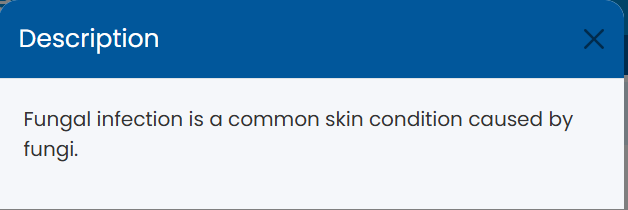 Description
Fungal infection is a common skin condition caused by
fungi.